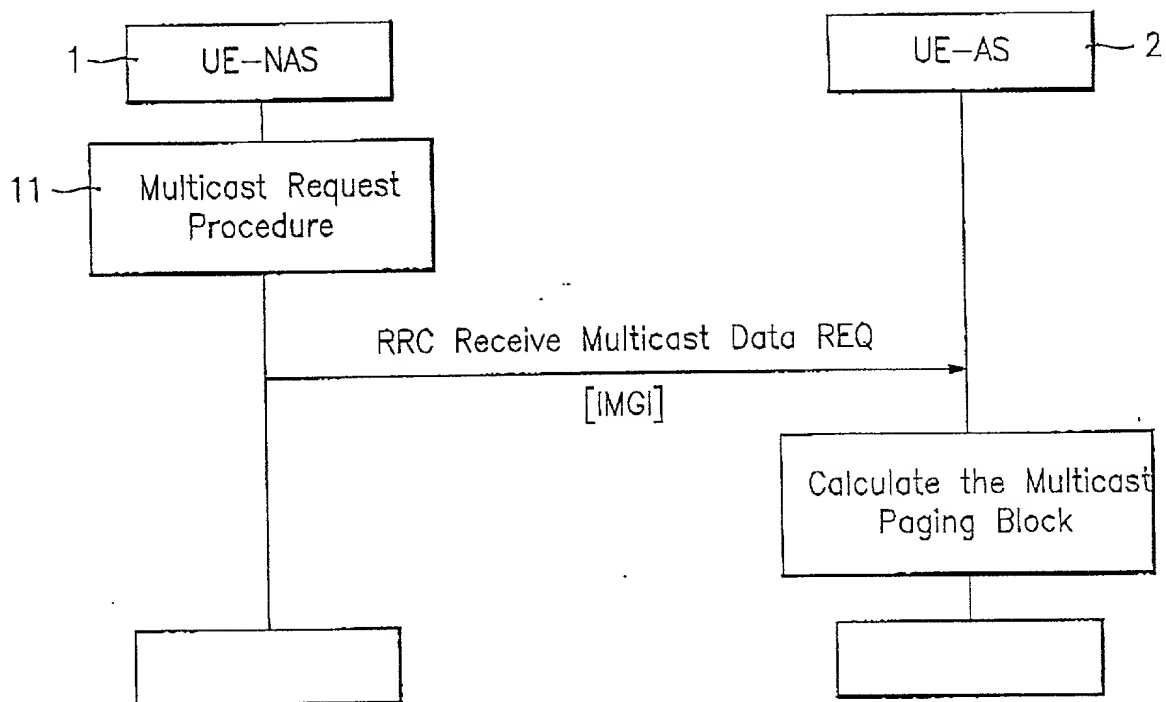 1
UE-NAS
UE-AS
2
11
Multicast Request
Procedure
RRC Receive Multicast Data REQ
[IMGI]
Calculate the Multicast
Paging Block